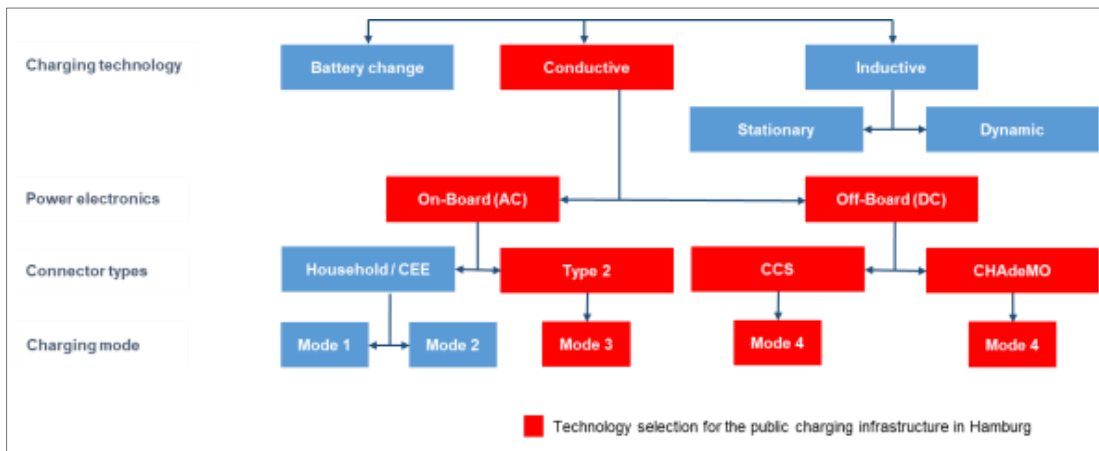 Charging technology
Battery change
Conductive
Inductive
Stationary
Dynamic
Power electronics
On-Board (AC)
Off-Board (DC)
Connector types
Household / CEE
Type 2
CCS
CHAdeMO
Charging mode
Mode 1
Mode 2
Mode 3
Mode 4
Mode 4
Technology selection for the public charging infrastructure in Hamburg